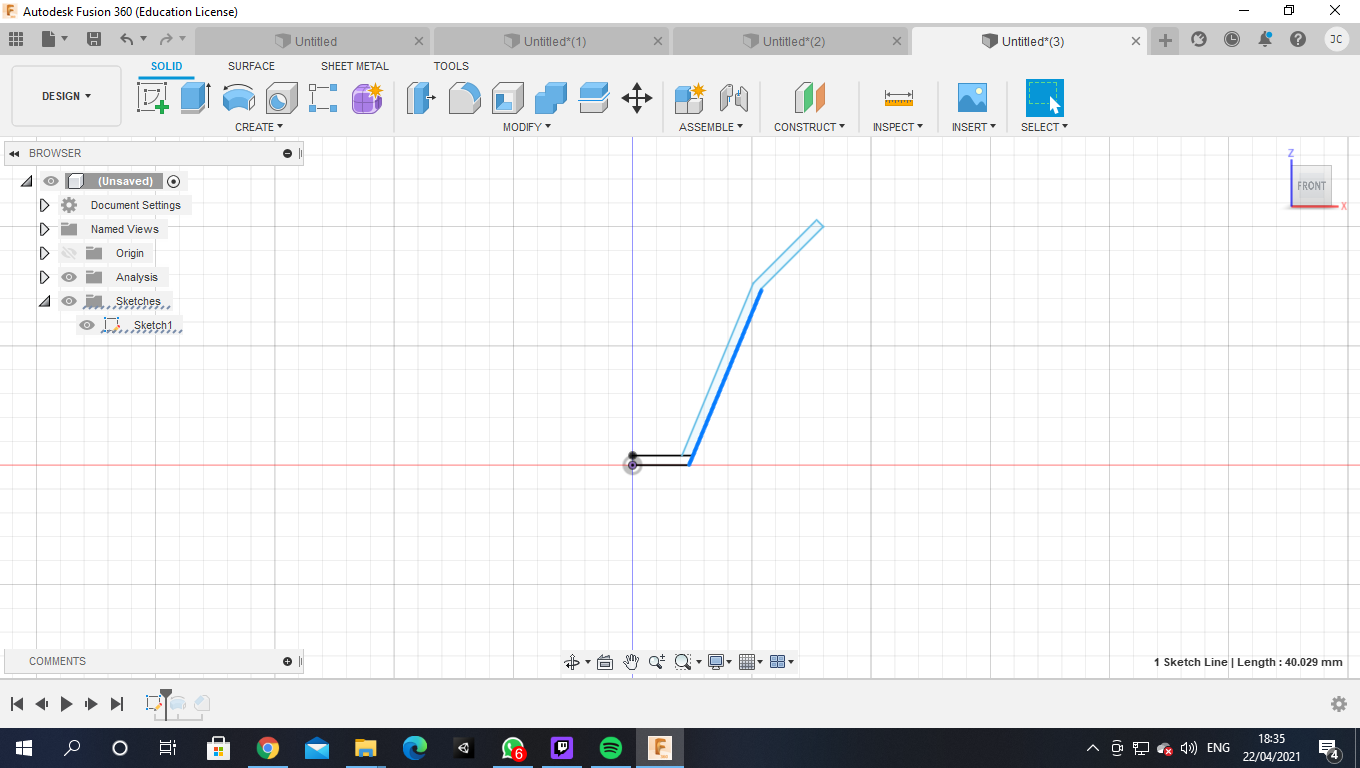 Autodesk Fusion 360 (Education License)
Untitled
Untitled*(1)
Untitled*(2)
Untitled*(3)
JC
SOLID
SURFACE
SHEET METAL
TOOLS
DESIGN
CREATE
MODIFY
ASSEMBLE
CONSTRUCT
INSPECT
INSERT
SELECT
BROWSER
(Unsaved)
Document Settings
Named Views
Origin
Analysis
Sketches
Sketch1
Z
FRONT
X
COMMENTS
1 Sketch Line | Length : 40.029 mm
6
ENG
18:35
22/04/2021
4